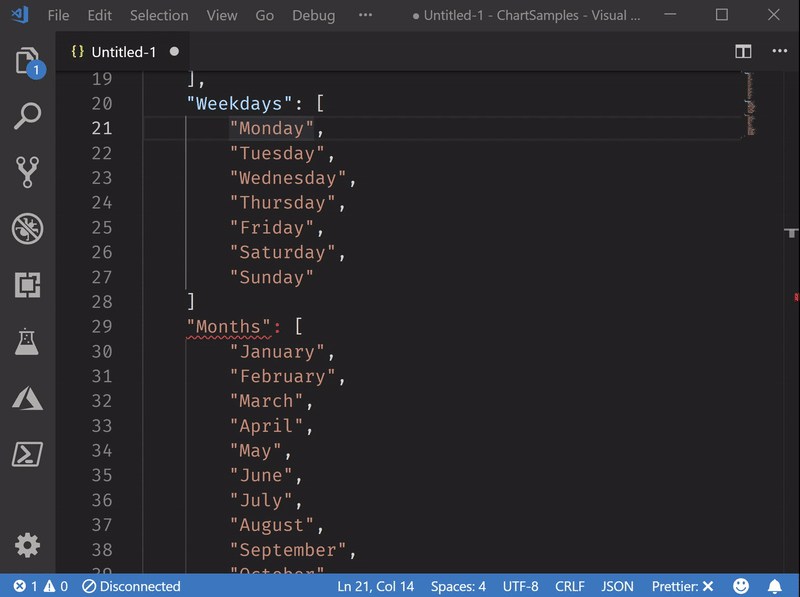 File Edit Selection View Go Debug ··· ● Untitled-1 - ChartSamples - Visual ...
1
{} Untitled-1 ●
19 ],
20 "Weekdays": [
21 "Monday",
22 "Tuesday",
23 "Wednesday",
24 "Thursday",
25 "Friday",
26 "Saturday",
27 "Sunday"
28 ]
29 "Months": [
30 "January",
31 "February",
32 "March",
33 "April",
34 "May",
35 "June",
36 "July",
37 "August",
38 "September",
39 "October"
1 0 Disconnected Ln 21, Col 14 Spaces: 4 UTF-8 CRLF JSON Prettier: ✕